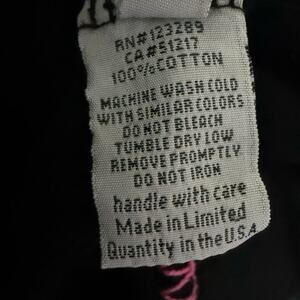 RN#123289
CA#51217
100%COTTON
MACHINE WASH COLD
WITH SIMILAR COLORS
DO NOT BLEACH
TUMBLE DRY LOW
REMOVE PROMPTLY
DO NOT IRON
handle with care
Made in Limited
Quantity in the U.S.A